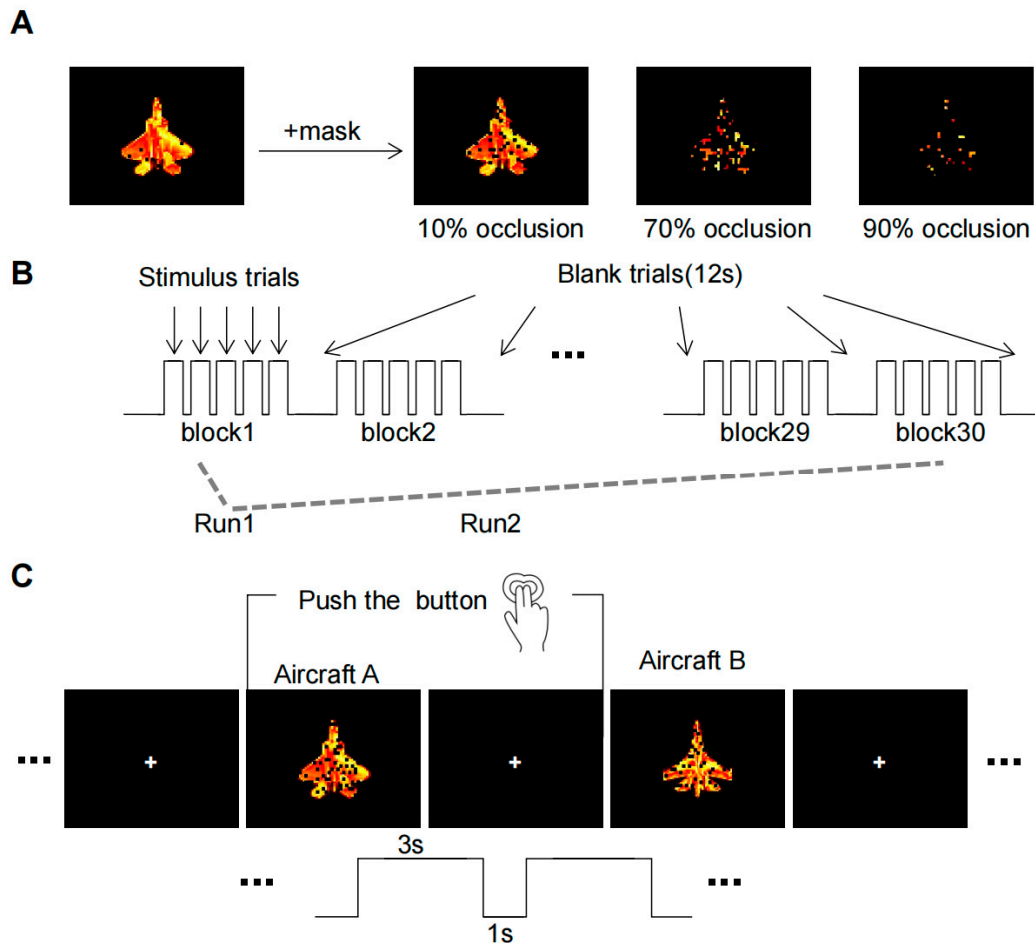 A
+mask
10% occlusion 70% occlusion 90% occlusion
B
Stimulus trials Blank trials(12s)
...
block1 block2 block29 block30
Run1 Run2
C
Push the button
Aircraft A Aircraft B
... + + + ...
3s
... ...
1s